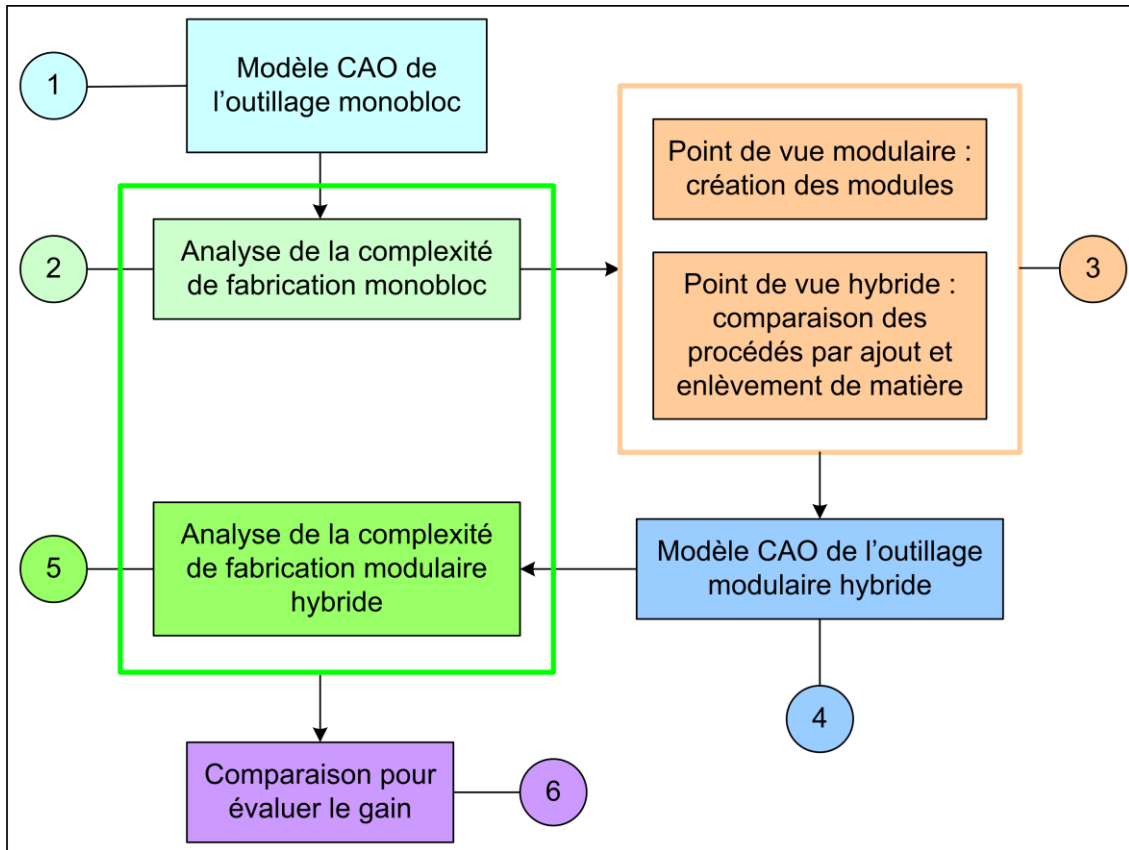 1
Modèle CAO de
l’outillage monobloc
2
Analyse de la complexité
de fabrication monobloc
Point de vue modulaire :
création des modules
Point de vue hybride :
comparaison des
procédés par ajout et
enlèvement de matière
3
Modèle CAO de l’outillage
modulaire hybride
4
5
Analyse de la complexité
de fabrication modulaire
hybride
Comparaison pour
évaluer le gain
6